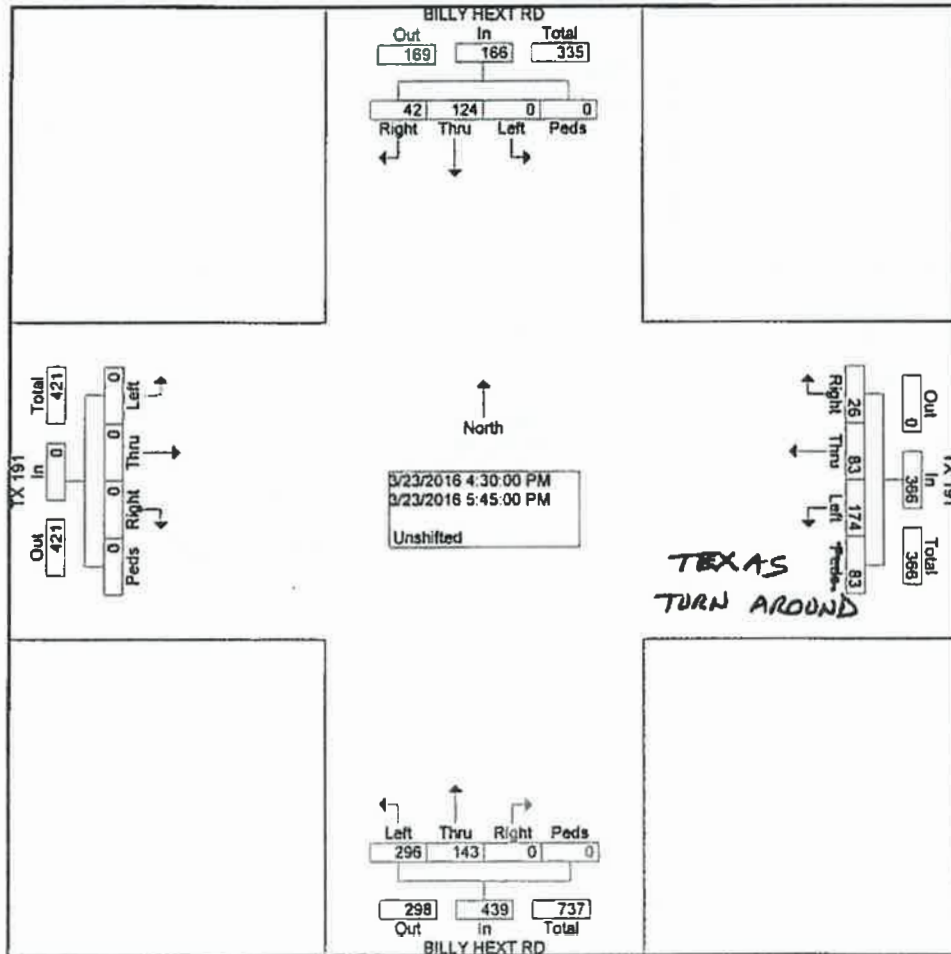 BILLY HEXT RD
Out In Total
169 166 335
42 124 0 0
Right Thru Left Peds
Total 421
In 0
Out 421
TX 191
0 Left
0 Thru
0 Right
0 Peds
North
3/23/2016 4:30:00 PM
3/23/2016 5:45:00 PM
Unshifted
Right 26
Thru 83
Left 174
Peds 83
Out 0
In 366
Total 366
TX 191
TEXAS
TURN AROUND
Left Thru Right Peds
296 143 0 0
298 439 737
Out In Total
BILLY HEXT RD